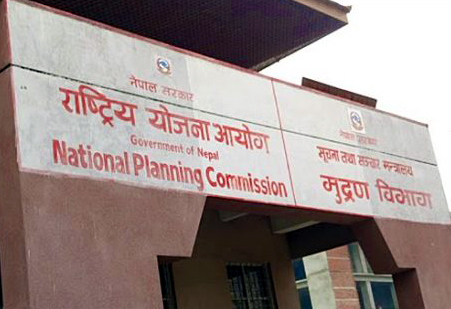 नेपाल सरकार
राष्ट्रिय योजना आयोग
Government of Nepal
National Planning Commission
नेपाल सरकार
सूचना तथा सञ्चार मन्त्रालय
मुद्रण विभाग